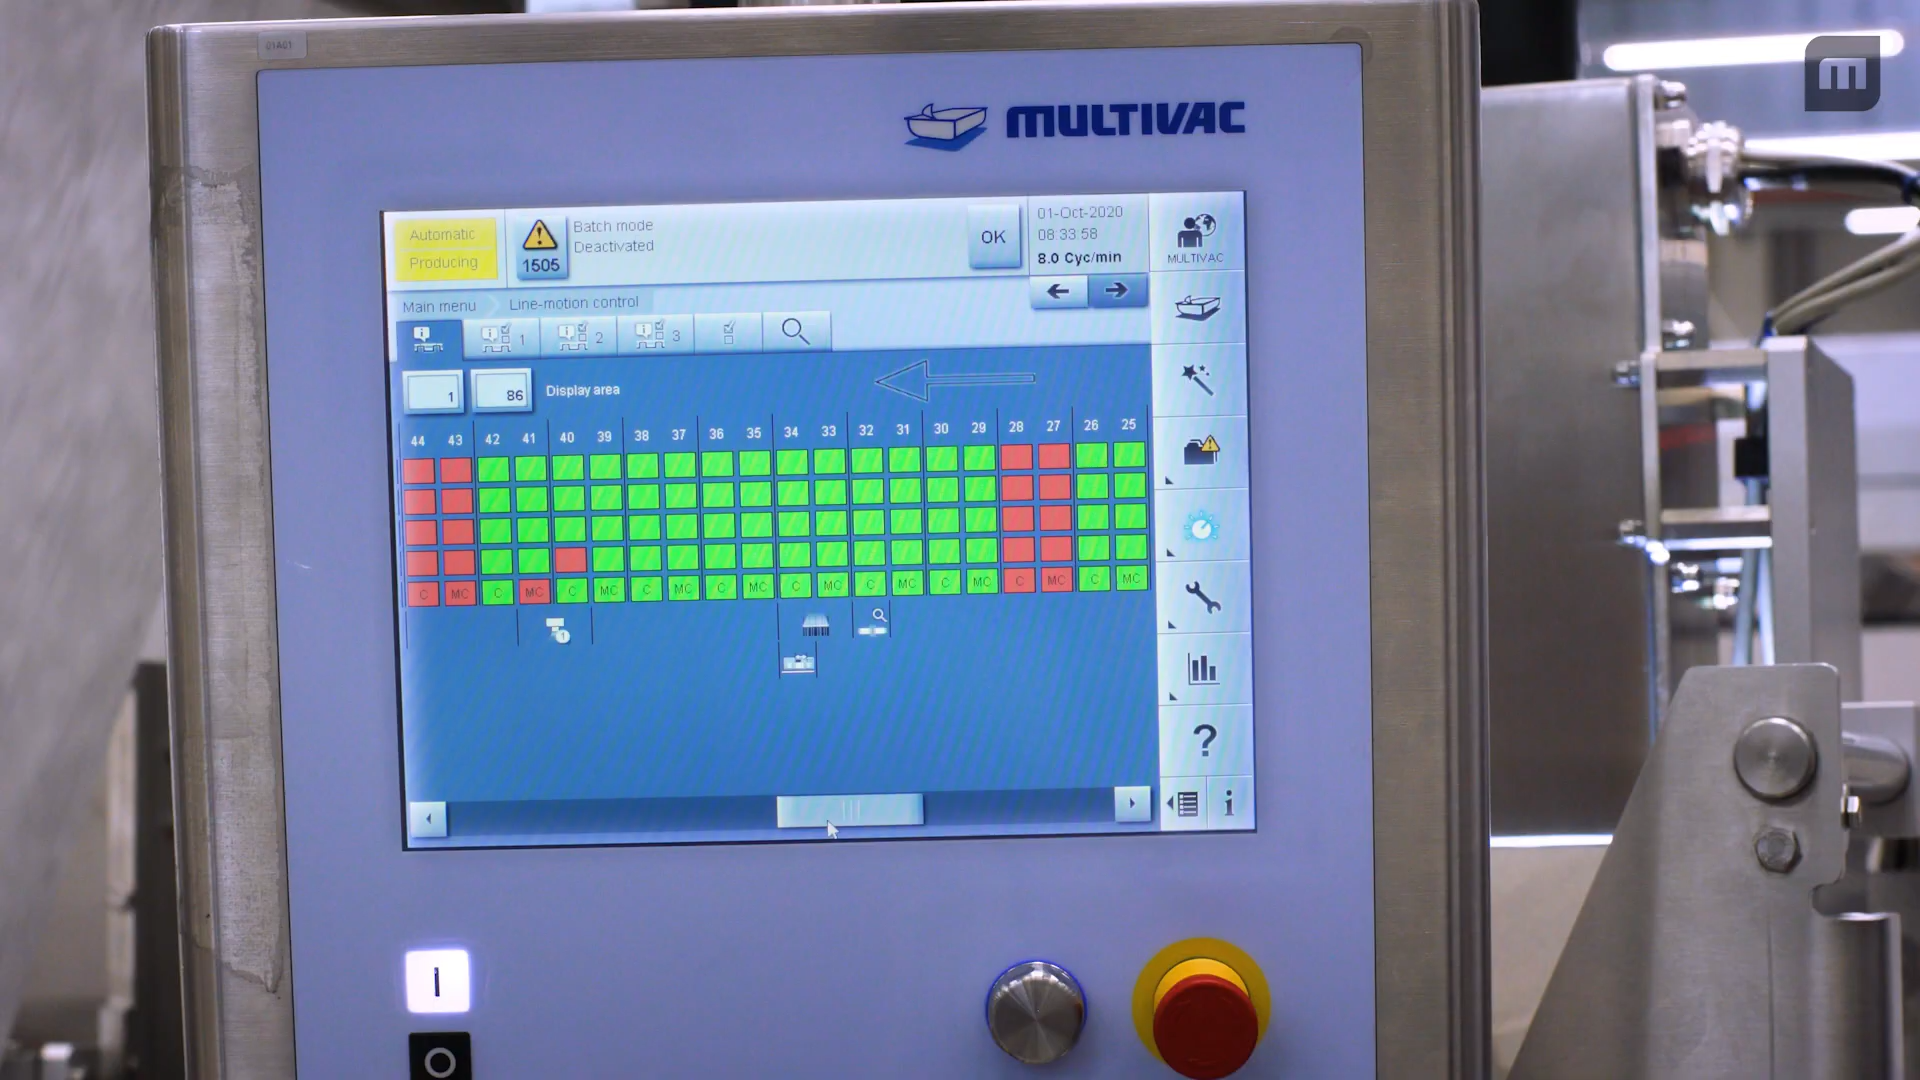 01A01
MULTIVAC
m
Automatic
Producing
1505
Batch mode
Deactivated
OK
01-Oct-2020
08:33:58
8.0 Cyc/min
MULTIVAC
Main menu
Line-motion control
1
2
3
1
86
Display area
44 43 42 41 40 39 38 37 36 35 34 33 32 31 30 29 28 27 26 25
C MC C MC C MC C MC C MC C MC C MC C MC C MC C MC
1
?
i
I
O